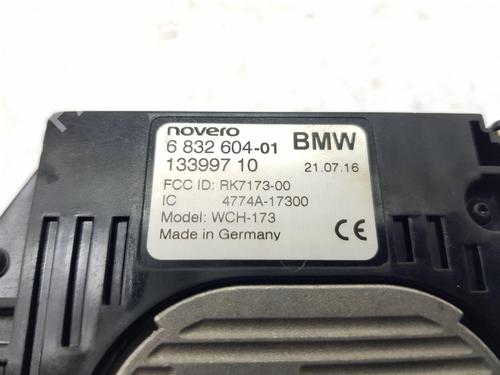 novero
6 832 604-01 BMW
133997 10 21.07.16
FCC ID: RK7173-00
IC 4774A-17300
Model: WCH-173
Made in Germany CE